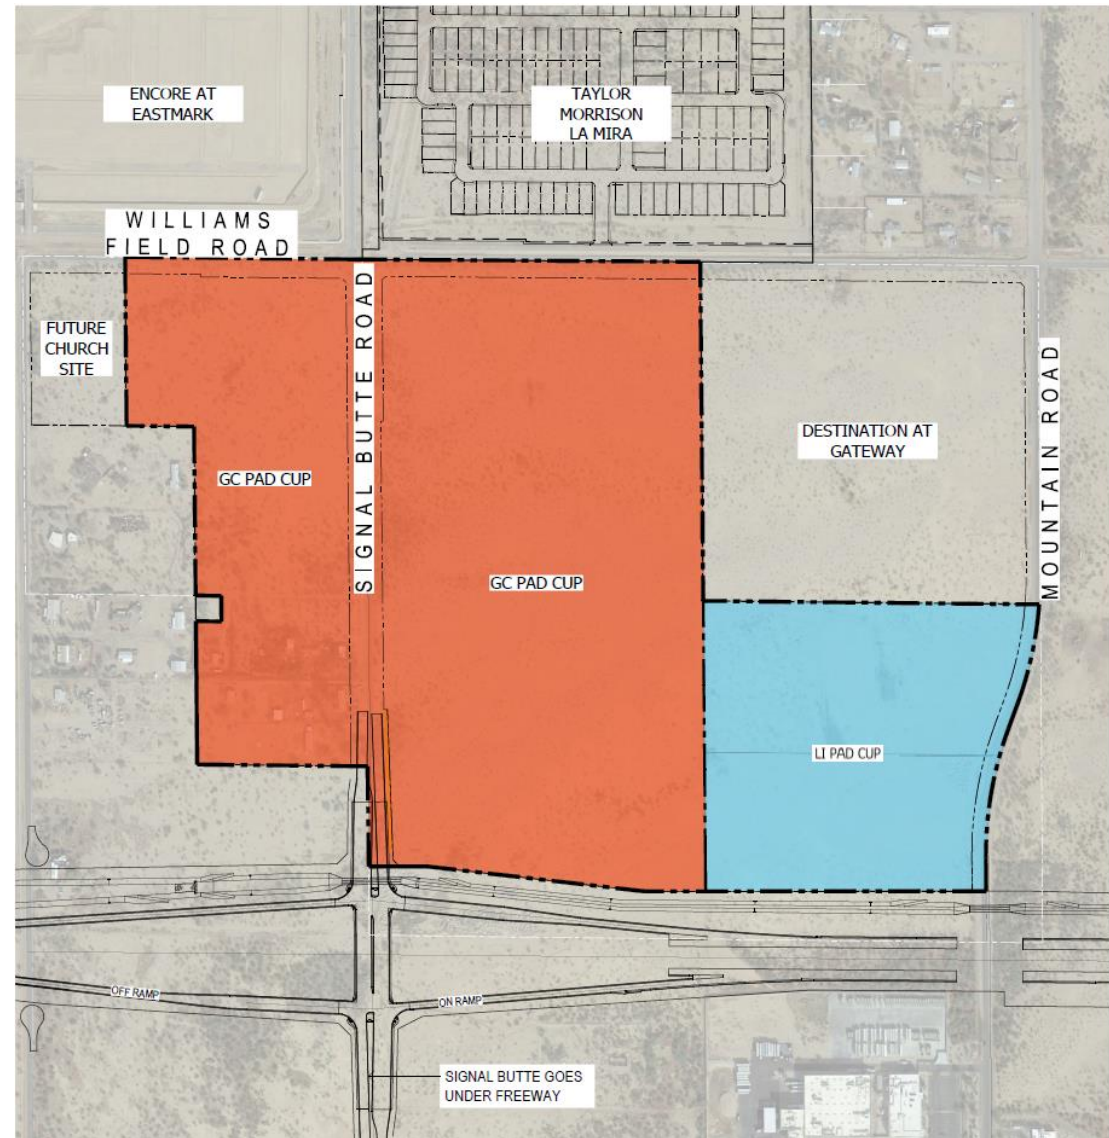 ENCORE AT
EASTMARK
TAYLOR
MORRISON
LA MIRA
WILLIAMS
FIELD ROAD
FUTURE
CHURCH
SITE
SIGNAL BUTTE ROAD
MOUNTAIN ROAD
DESTINATION AT
GATEWAY
GC PAD CUP
GC PAD CUP
LI PAD CUP
OFF RAMP
ON RAMP
SIGNAL BUTTE GOES
UNDER FREEWAY